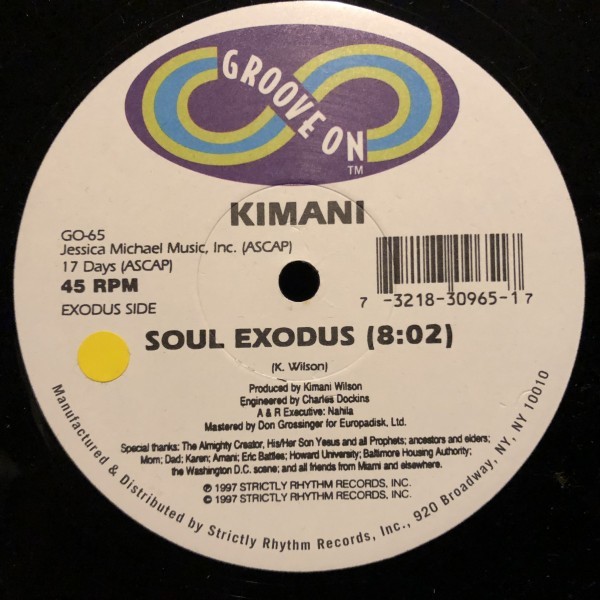 GROOVE ON
TM
KIMANI
GO-65
Jessica Michael Music, Inc. (ASCAP)
17 Days (ASCAP)
45 RPM
EXODUS SIDE
7 -3218-30965-1 7
SOUL EXODUS (8:02)
(K. Wilson)
Produced by Kimani Wilson
Engineered by Charles Dockins
A & R Executive: Nahila
Mastered by Don Grossinger for Europadisk, Ltd.
Special thanks: The Almighty Creator, His/Her Son Yesus and all Prophets; ancestors and elders;
Mom; Dad; Karen; Amani; Eric Battles; Howard University; Baltimore Housing Authority;
the Washington D.C. scene; and all friends from Miami and elsewhere.
℗ 1997 STRICTLY RHYTHM RECORDS, INC.
© 1997 STRICTLY RHYTHM RECORDS, INC.
Manufactured & Distributed by Strictly Rhythm Records, Inc., 920 Broadway, NY, NY 10010